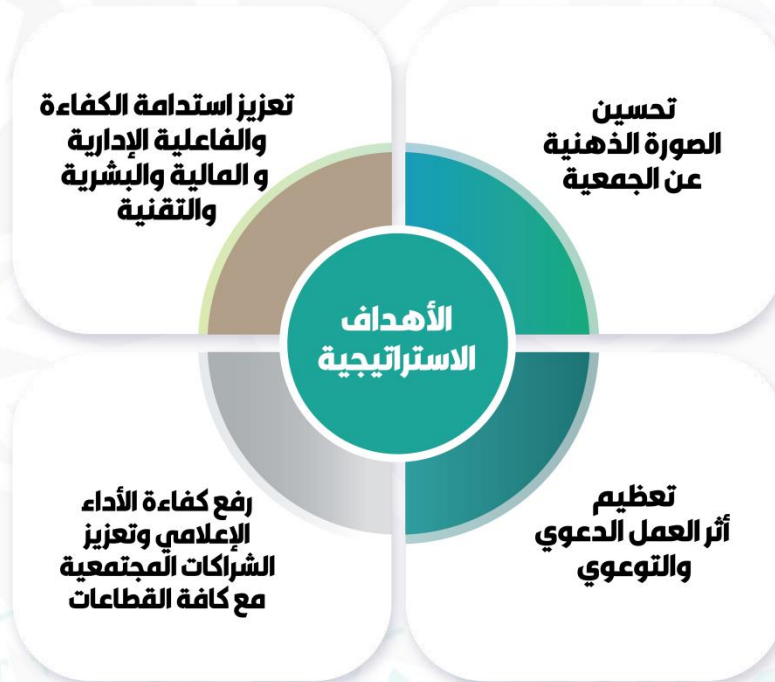 الأهداف
الاستراتيجية
تحسين
الصورة الذهنية
عن الجمعية
تعزيز استدامة الكفاءة
والفاعلية الإدارية
و المالية والبشرية
والتقنية
تعظيم
أثر العمل الدعوي
والتوعوي
رفع كفاءة الأداء
الإعلامي وتعزيز
الشراكات المجتمعية
مع كافة القطاعات